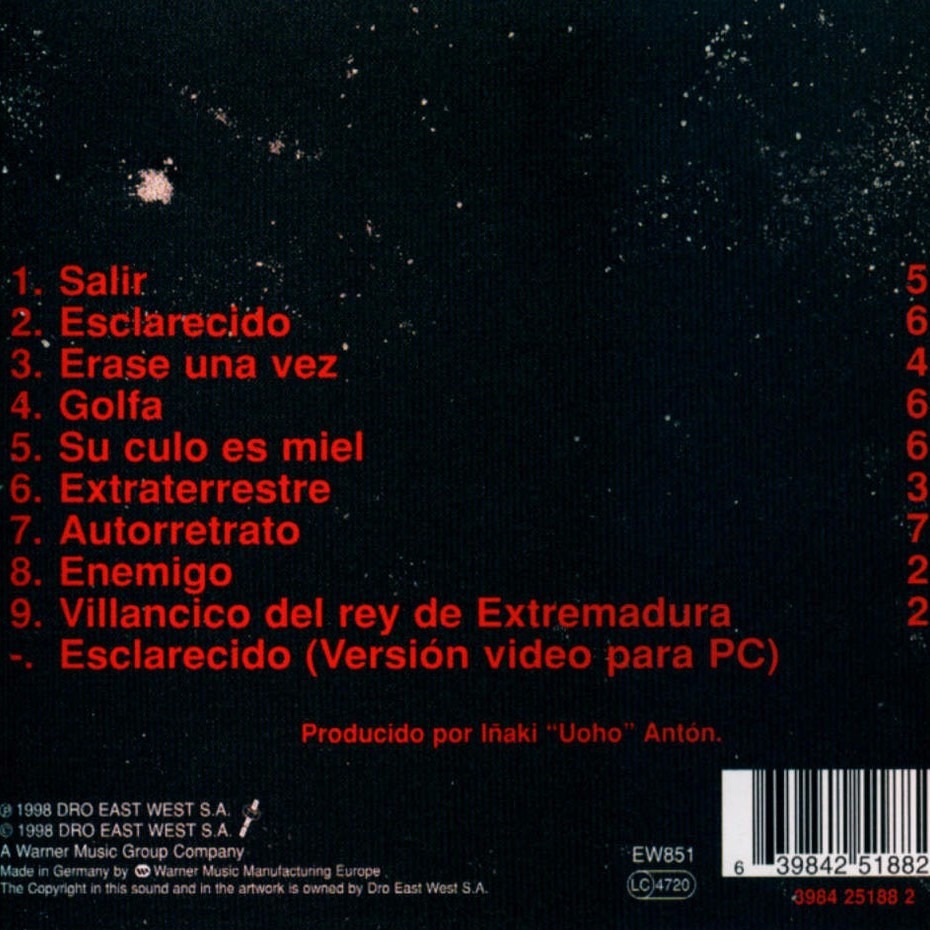 1. Salir 5
2. Esclarecido 6
3. Erase una vez 4
4. Golfa 6
5. Su culo es miel 6
6. Extraterrestre 3
7. Autorretrato 7
8. Enemigo 2
9. Villancico del rey de Extremadura 2
-. Esclarecido (Versión video para PC)
Producido por Iñaki “Uoho” Antón.
℗ 1998 DRO EAST WEST S.A.
© 1998 DRO EAST WEST S.A.
A Warner Music Group Company
Made in Germany by Warner Music Manufacturing Europe
The Copyright in this sound and in the artwork is owned by Dro East West S.A.
EW851
LC 4720
6 39842 51882
3984 25188 2